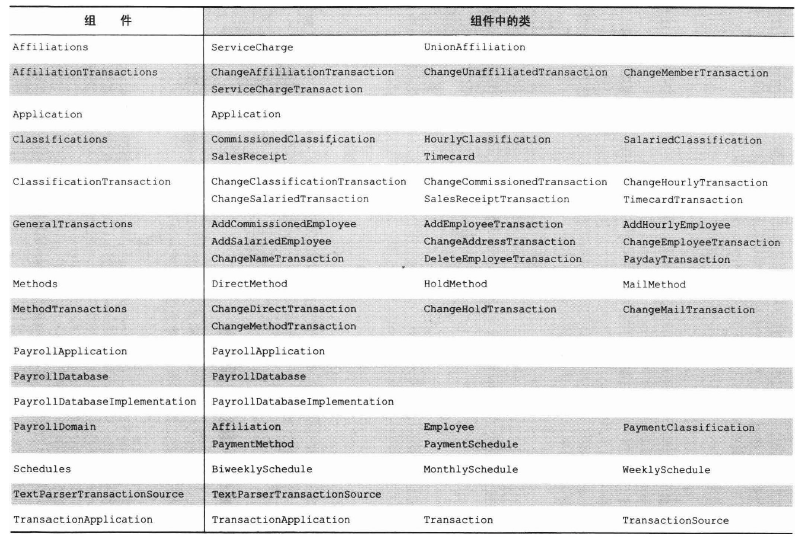 组 件 组件中的类
Affiliations ServiceCharge UnionAffiliation
AffiliationTransactions ChangeAffilliationTransaction ChangeUnaffiliatedTransaction ChangeMemberTransaction
ServiceChargeTransaction
Application Application
Classifications CommissionedClassification HourlyClassification SalariedClassification
SalesReceipt Timecard
ClassificationTransaction ChangeClassificationTransaction ChangeCommissionedTransaction ChangeHourlyTransaction
ChangeSalariedTransaction SalesReceiptTransaction TimecardTransaction
GeneralTransactions AddCommissionedEmployee AddEmployeeTransaction AddHourlyEmployee
AddSalariedEmployee ChangeAddressTransaction ChangeEmployeeTransaction
ChangeNameTransaction DeleteEmployeeTransaction PaydayTransaction
Methods DirectMethod HoldMethod MailMethod
MethodTransactions ChangeDirectTransaction ChangeHoldTransaction ChangeMailTransaction
ChangeMethodTransaction
PayrollApplication PayrollApplication
PayrollDatabase PayrollDatabase
PayrollDatabaseImplementation PayrollDatabaseImplementation
PayrollDomain Affiliation Employee PaymentClassification
PaymentMethod PaymentSchedule
Schedules BiweeklySchedule MonthlySchedule WeeklySchedule
TextParserTransactionSource TextParserTransactionSource
TransactionApplication TransactionApplication Transaction TransactionSource